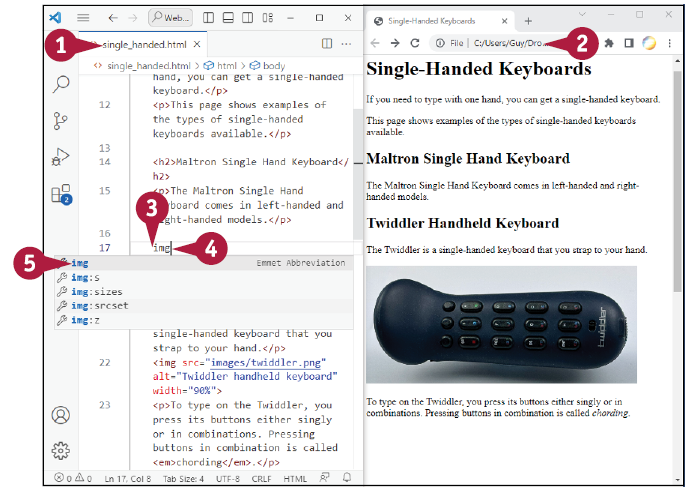 Web...
single_handed.html
single_handed.html > html > body
hand, you can get a single-handed
keyboard.</p>
12 <p>This page shows examples of
the types of single-handed
keyboards available.</p>
13
14 <h2>Maltron Single Hand Keyboard</
h2>
15 <p>The Maltron Single Hand
keyboard comes in left-handed and
right-handed models.</p>
16
17 img
img Emmet Abbreviation
img:s
img:sizes
img:srcset
img:z
single-handed keyboard that you
strap to your hand.</p>
22 <img src="images/twiddler.png"
alt="Twiddler handheld keyboard"
width="90%">
23 <p>To type on the Twiddler, you
press its buttons either singly
or in combinations. Pressing
buttons in combination is called
<em>chording</em>.</p>
2
0 0 Ln 17, Col 8 Tab Size: 4 UTF-8 CRLF HTML
1
2
3
4
5
Single-Handed Keyboards
File | C:/Users/Guy/Dro...
Single-Handed Keyboards
If you need to type with one hand, you can get a single-handed keyboard.
This page shows examples of the types of single-handed keyboards
available.
Maltron Single Hand Keyboard
The Maltron Single Hand Keyboard comes in left-handed and right-
handed models.
Twiddler Handheld Keyboard
The Twiddler is a single-handed keyboard that you strap to your hand.
twiddler
To type on the Twiddler, you press its buttons either singly or in
combinations. Pressing buttons in combination is called chording.